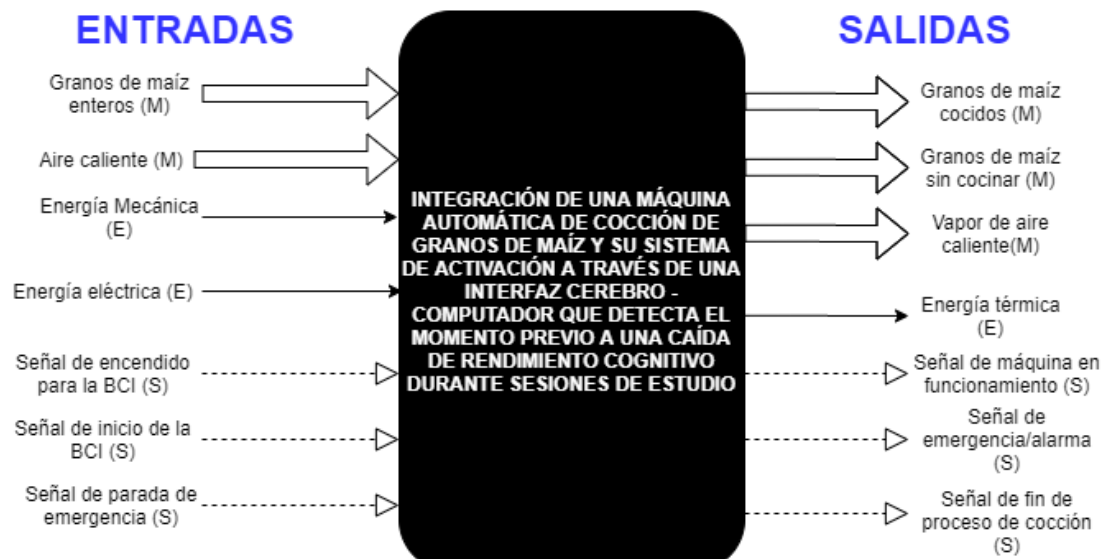 ENTRADAS
Granos de maíz
enteros (M)
Aire caliente (M)
Energía Mecánica
(E)
Energía eléctrica (E)
Señal de encendido
para la BCI (S)
Señal de inicio de la
BCI (S)
Señal de parada de
emergencia (S)
INTEGRACIÓN DE UNA MÁQUINA
AUTOMÁTICA DE COCCIÓN DE
GRANOS DE MAÍZ Y SU SISTEMA
DE ACTIVACIÓN A TRAVÉS DE UNA
INTERFAZ CEREBRO -
COMPUTADOR QUE DETECTA EL
MOMENTO PREVIO A UNA CAÍDA
DE RENDIMIENTO COGNITIVO
DURANTE SESIONES DE ESTUDIO
SALIDAS
Granos de maíz
cocidos (M)
Granos de maíz
sin cocinar (M)
Vapor de aire
caliente(M)
Energía térmica
(E)
Señal de máquina en
funcionamiento (S)
Señal de
emergencia/alarma
(S)
Señal de fin de
proceso de cocción
(S)